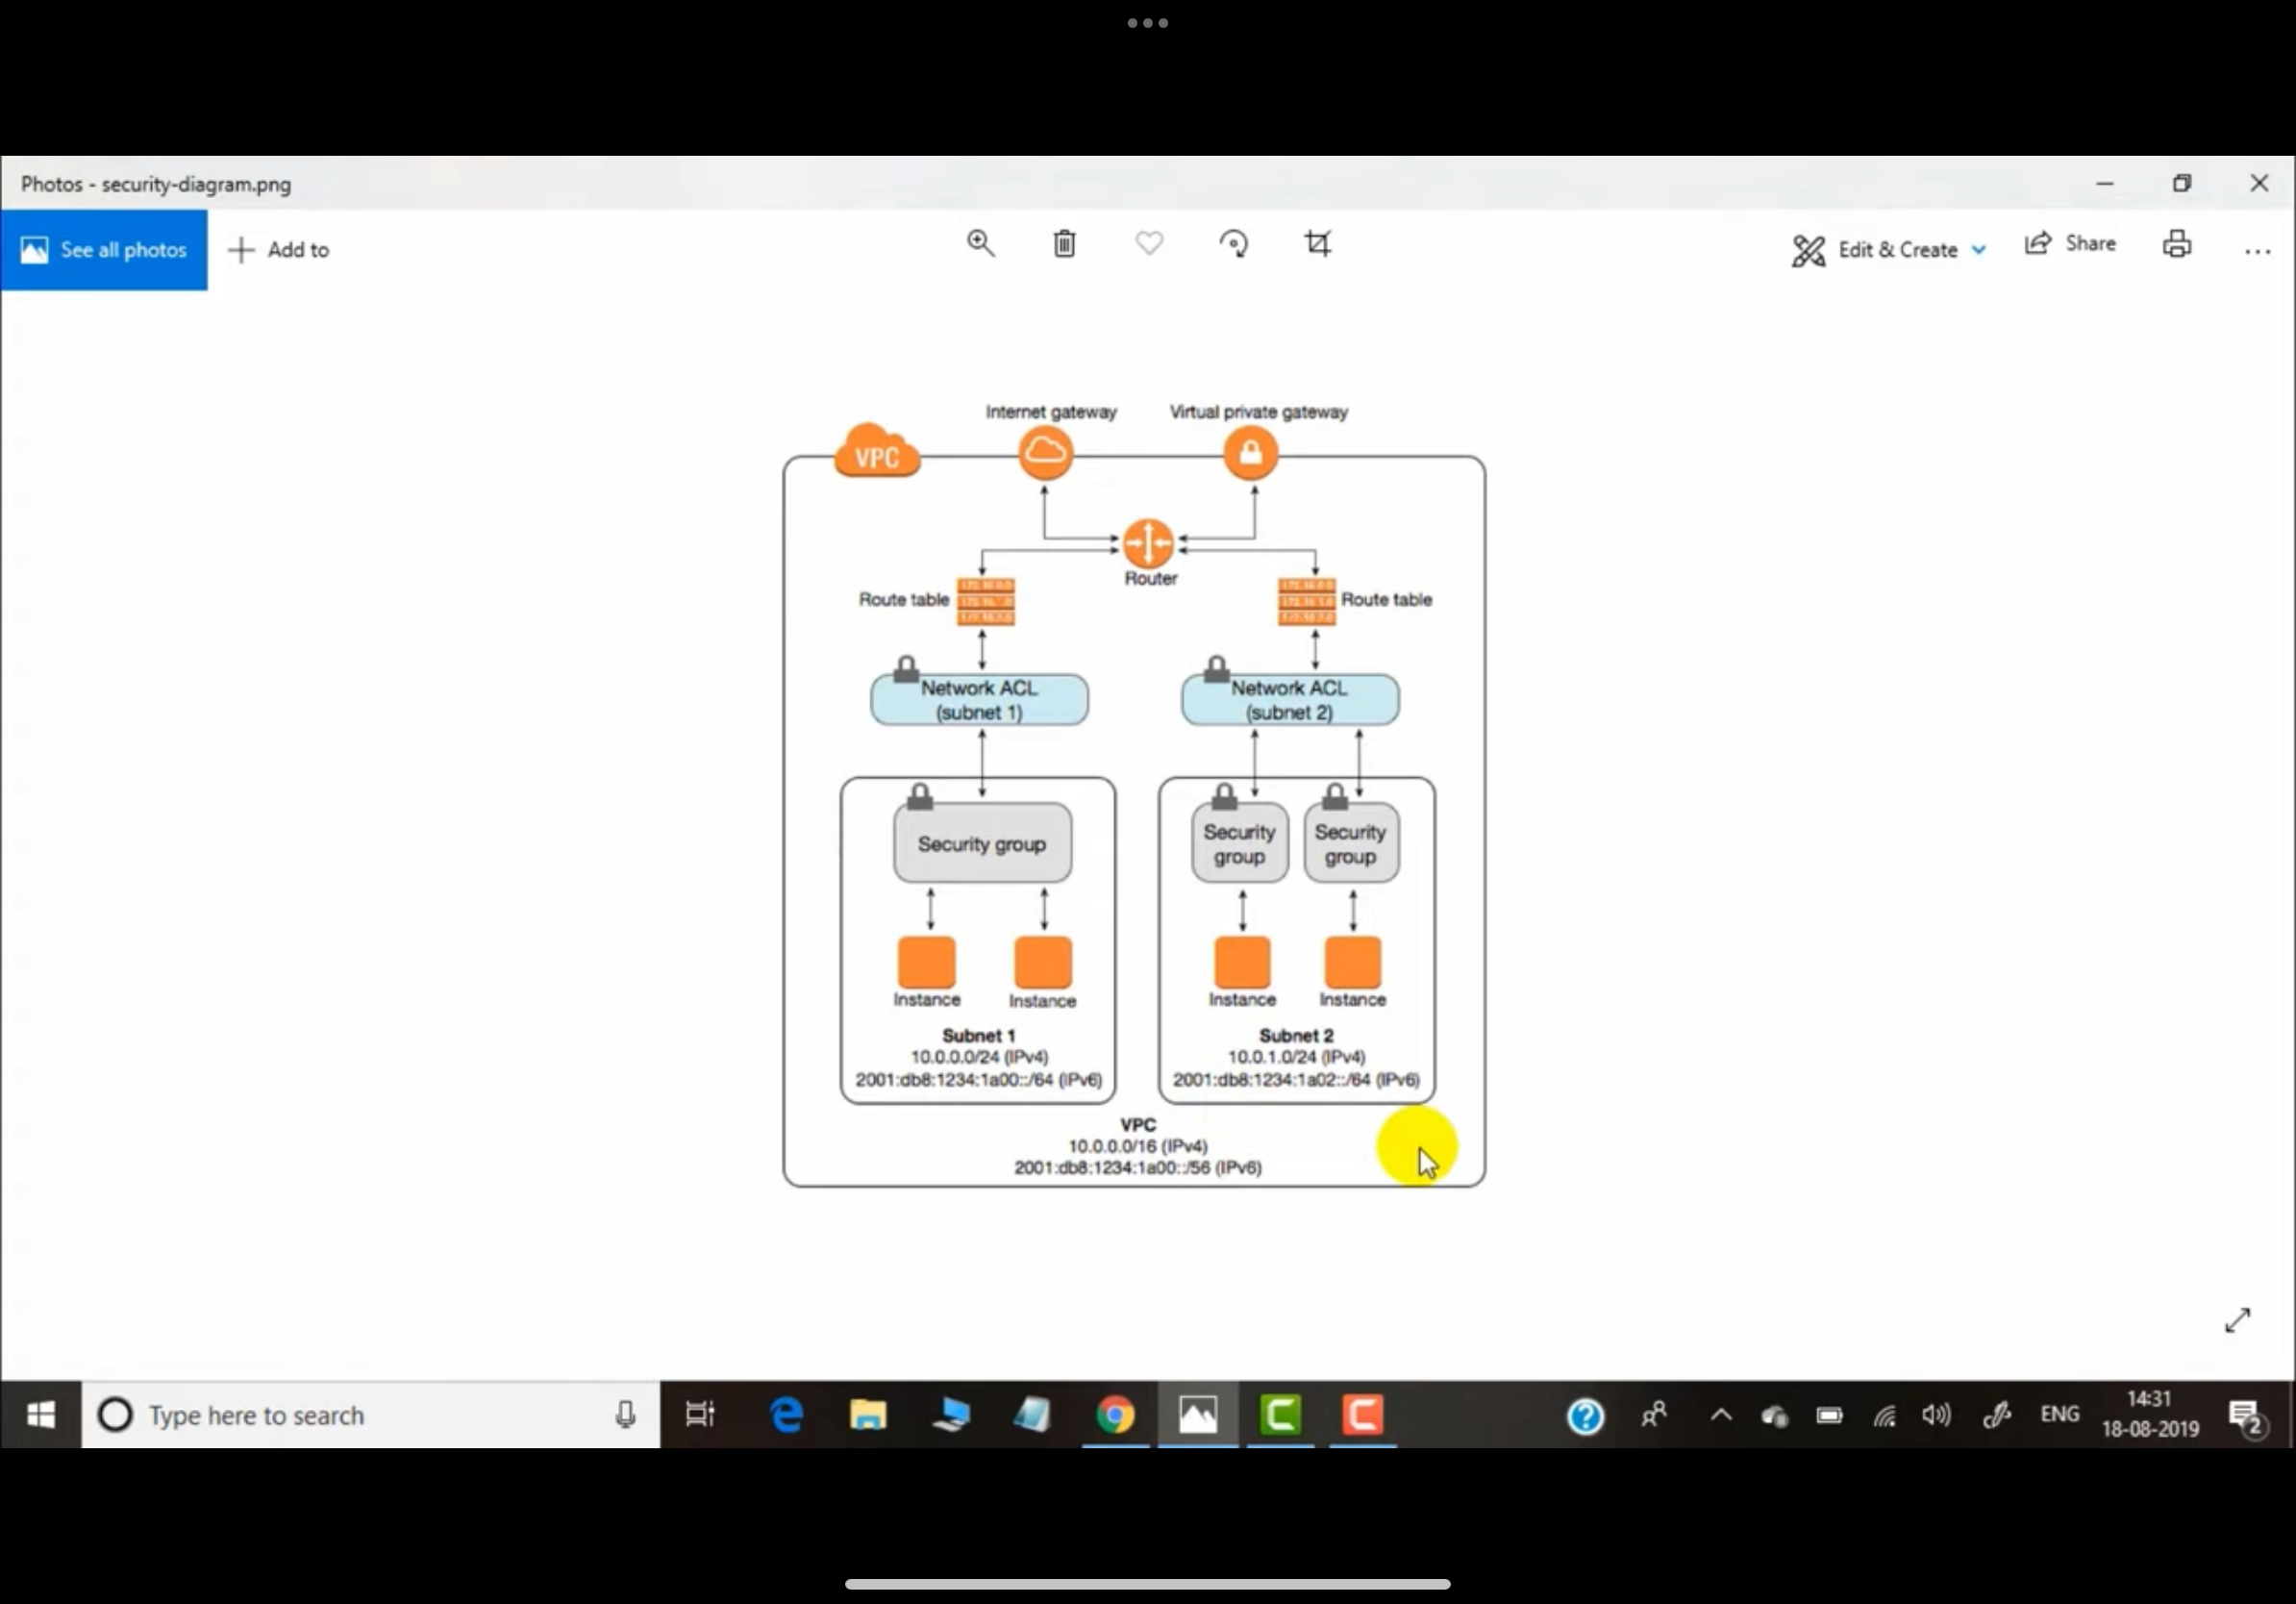 Photos - security-diagram.png
See all photos
Add to
Edit & Create
Share
Internet gateway
Virtual private gateway
VPC
Router
Route table
Route table
Network ACL
(subnet 1)
Network ACL
(subnet 2)
Security group
Security
group
Security
group
Instance
Instance
Instance
Instance
Subnet 1
10.0.0.0/24 (IPv4)
2001:db8:1234:1a00::/64 (IPv6)
Subnet 2
10.0.1.0/24 (IPv4)
2001:db8:1234:1a02::/64 (IPv6)
VPC
10.0.0.0/16 (IPv4)
2001:db8:1234:1a00::/56 (IPv6)
Type here to search
ENG
14:31
18-08-2019
2